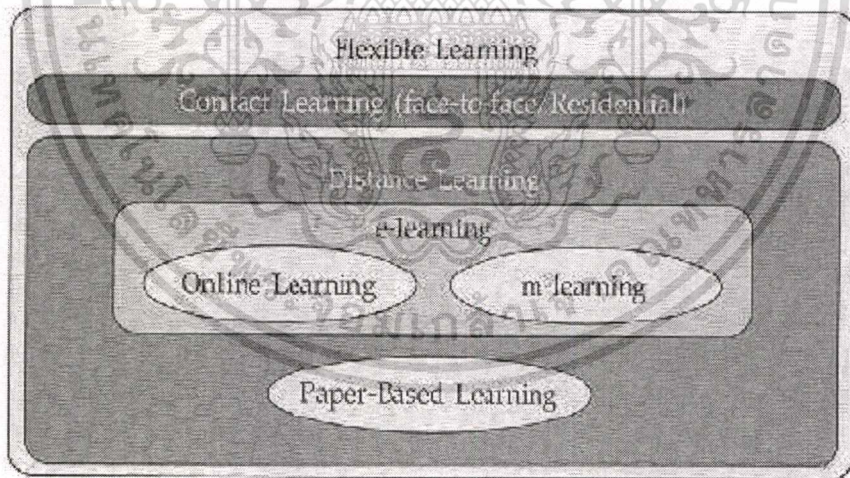 Flexible Learning
Contact Learning (face-to-face/Residential)
Distance Learning
e-learning
Online Learning
m-learning
Paper-Based Learning